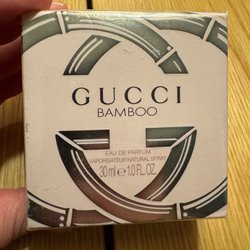 GUCCI
BAMBOO
EAU DE PARFUM
VAPORISATEUR NATURAL SPRAY
30 ml ℮ 1.0 FL.OZ.